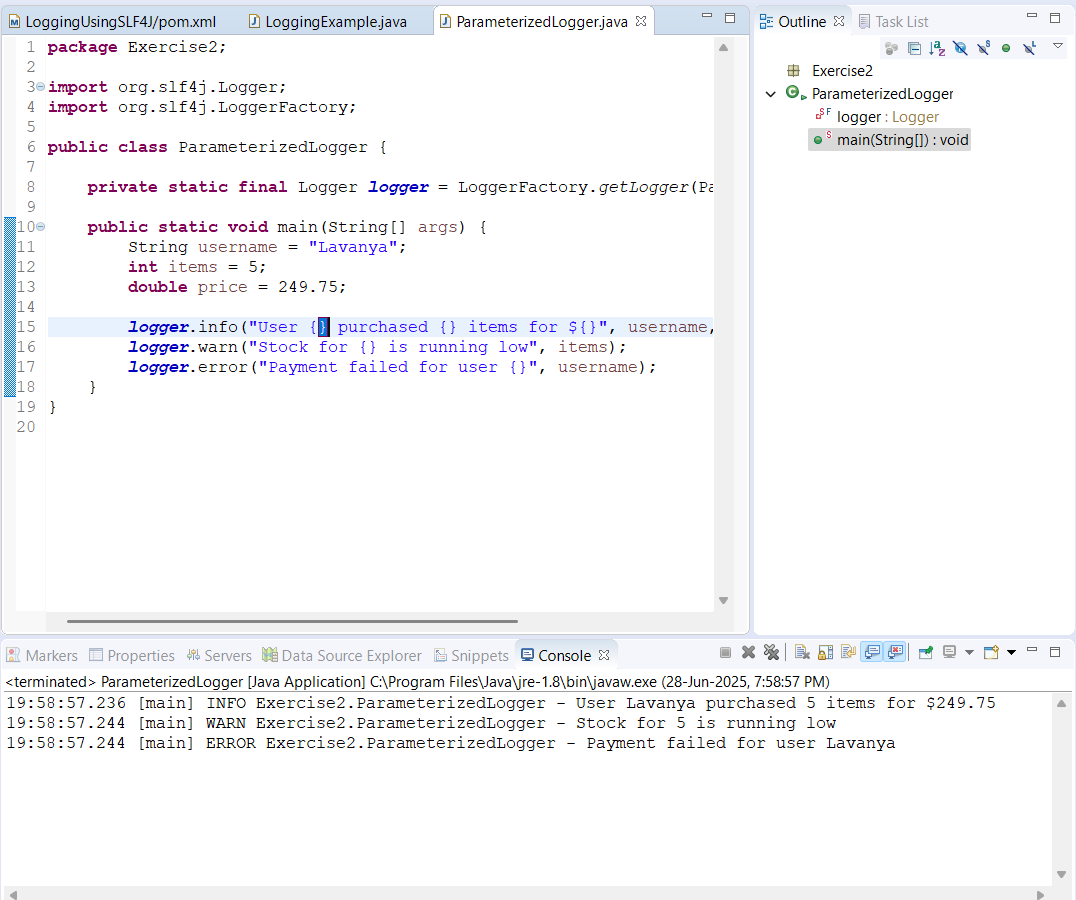 LoggingUsingSLF4J/pom.xml LoggingExample.java ParameterizedLogger.java
1 package Exercise2;
2
3 import org.slf4j.Logger;
4 import org.slf4j.LoggerFactory;
5
6 public class ParameterizedLogger {
7
8     private static final Logger logger = LoggerFactory.getLogger(Pa
9
10     public static void main(String[] args) {
11         String username = "Lavanya";
12         int items = 5;
13         double price = 249.75;
14
15         logger.info("User {} purchased {} items for ${}", username,
16         logger.warn("Stock for {} is running low", items);
17         logger.error("Payment failed for user {}", username);
18     }
19 }
20
Outline Task List
Exercise2
ParameterizedLogger
logger : Logger
main(String[]) : void
Markers Properties Servers Data Source Explorer Snippets Console
<terminated> ParameterizedLogger [Java Application] C:\Program Files\Java\jre-1.8\bin\javaw.exe (28-Jun-2025, 7:58:57 PM)
19:58:57.236 [main] INFO Exercise2.ParameterizedLogger - User Lavanya purchased 5 items for $249.75
19:58:57.244 [main] WARN Exercise2.ParameterizedLogger - Stock for 5 is running low
19:58:57.244 [main] ERROR Exercise2.ParameterizedLogger - Payment failed for user Lavanya